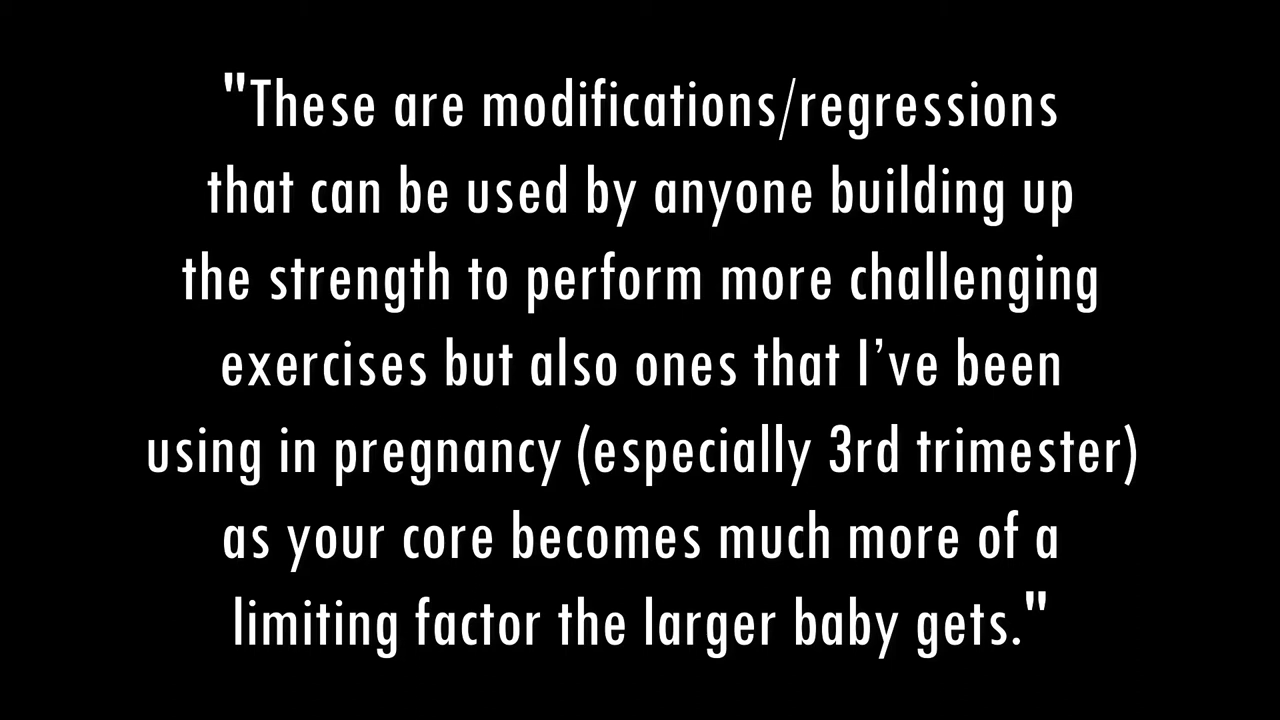 "These are modifications/regressions
that can be used by anyone building up
the strength to perform more challenging
exercises but also ones that I’ve been
using in pregnancy (especially 3rd trimester)
as your core becomes much more of a
limiting factor the larger baby gets."